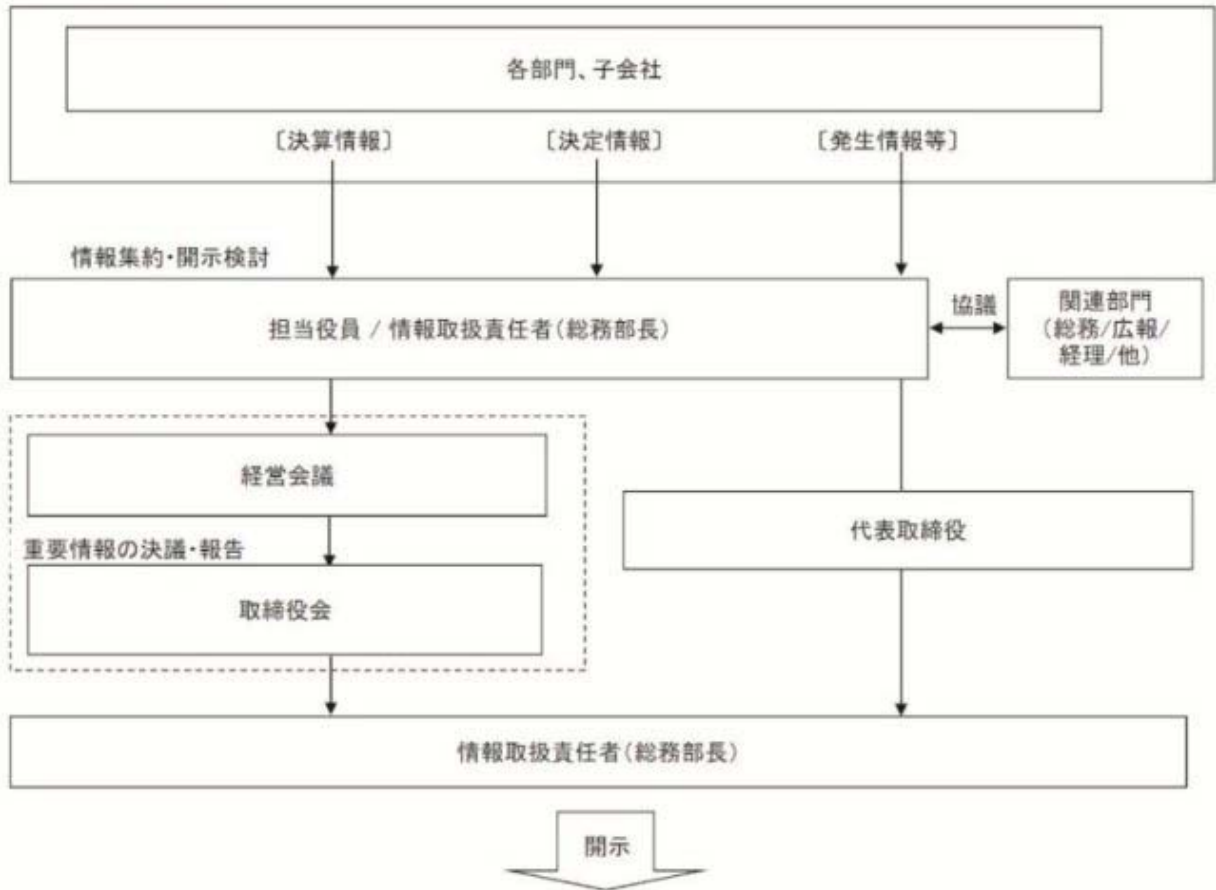 各部門、子会社
〔決算情報〕
〔決定情報〕
〔発生情報等〕
情報集約・開示検討
担当役員 / 情報取扱責任者(総務部長)
協議
関連部門
(総務/広報/
経理/他)
経営会議
重要情報の決議・報告
取締役会
代表取締役
情報取扱責任者(総務部長)
開示